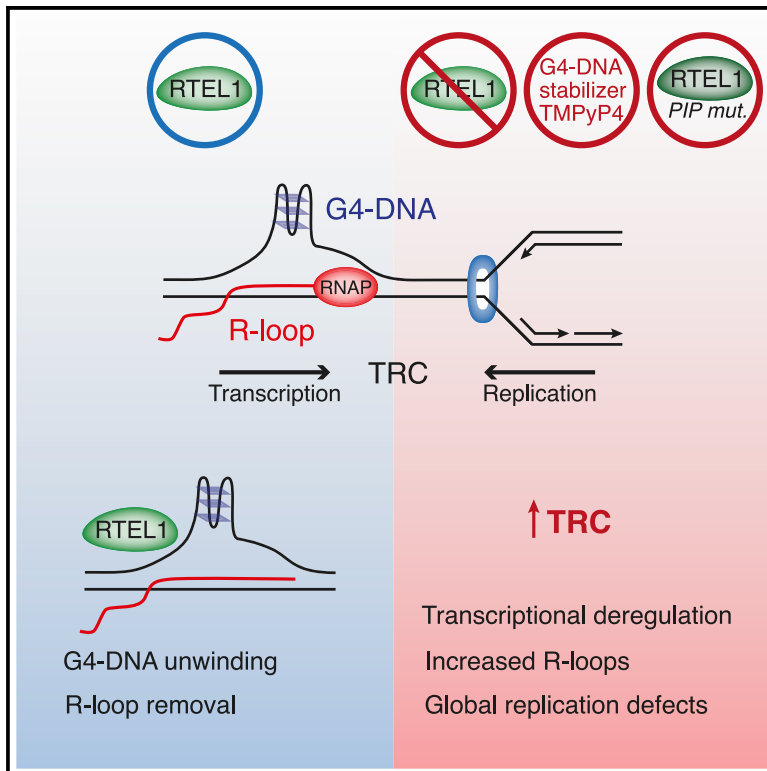 RTEL1
RTEL1
G4-DNA
stabilizer
TMPyP4
RTEL1
PIP mut.
G4-DNA
RNAP
R-loop
TRC
Transcription
Replication
RTEL1
G4-DNA unwinding
R-loop removal
↑ TRC
Transcriptional deregulation
Increased R-loops
Global replication defects